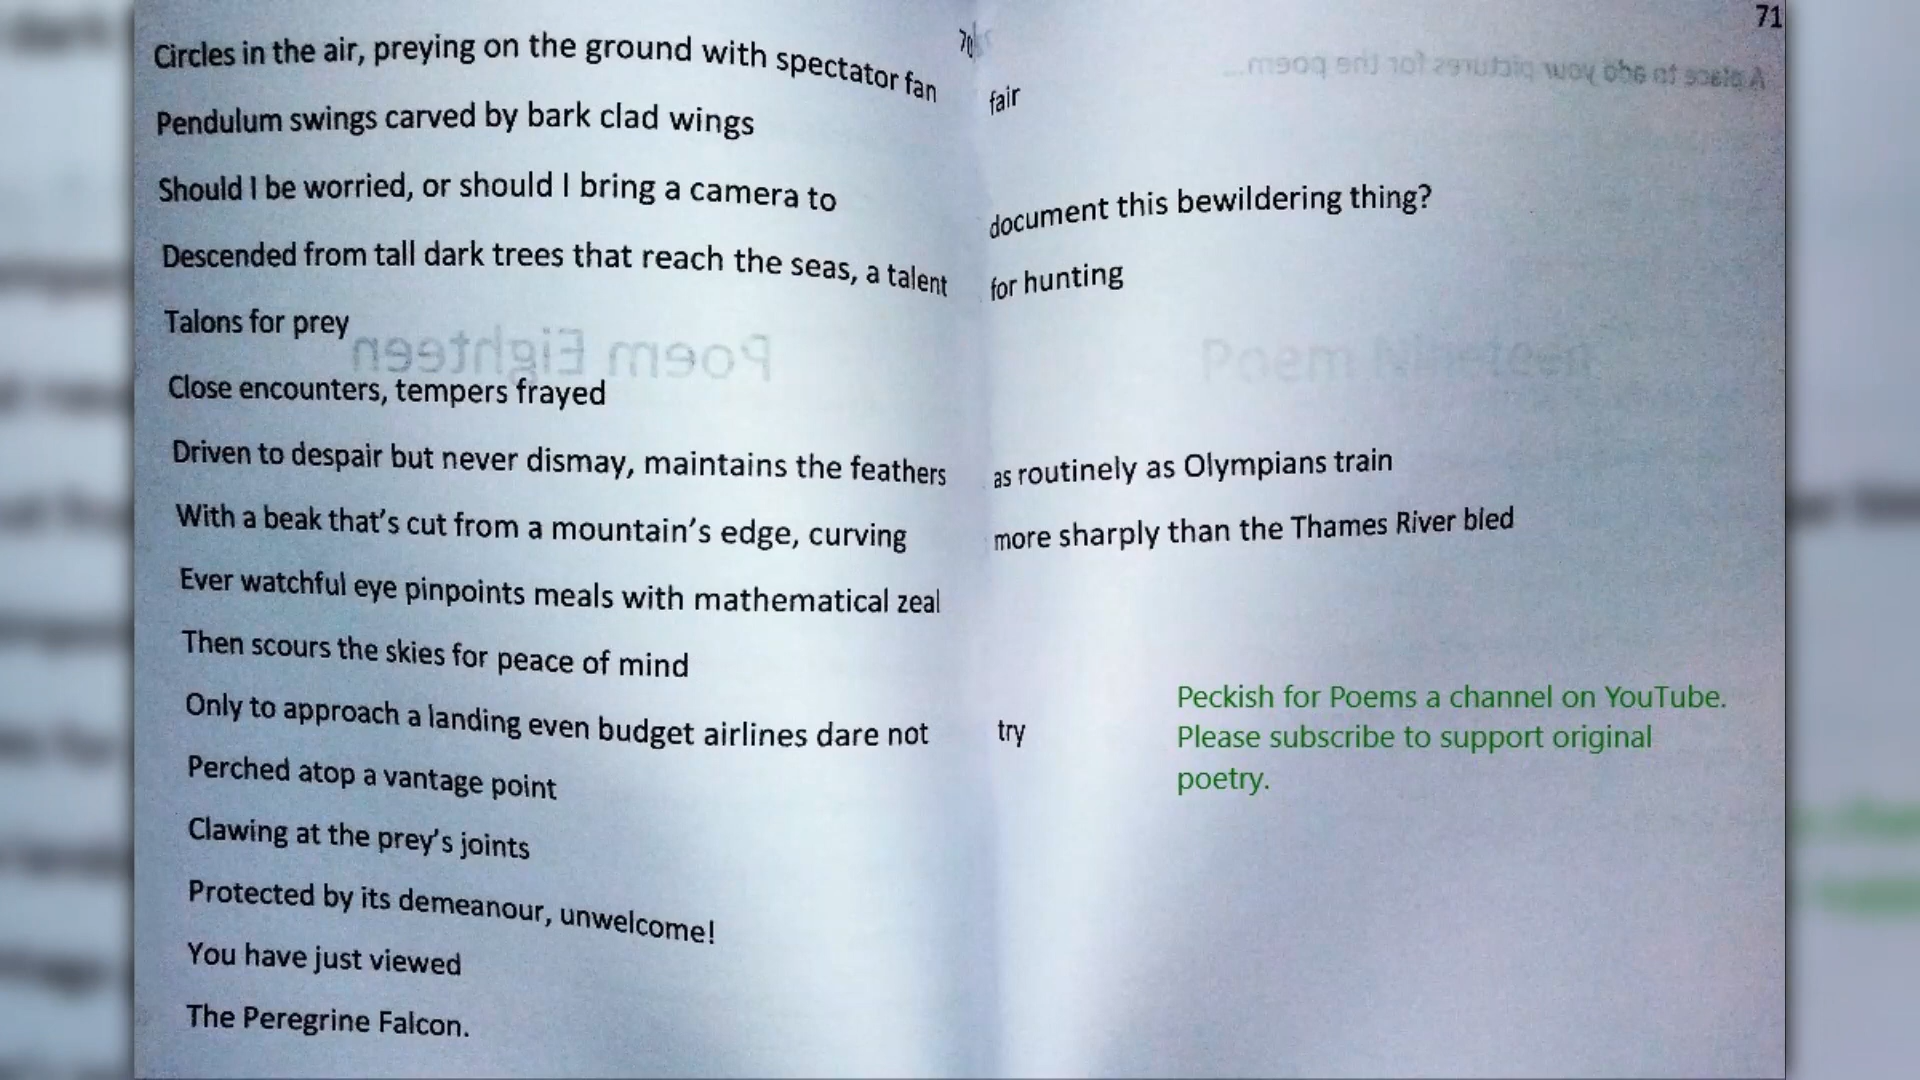 71
70
Circles in the air, preying on the ground with spectator fan fair
Pendulum swings carved by bark clad wings
Should I be worried, or should I bring a camera to document this bewildering thing?
Descended from tall dark trees that reach the seas, a talent for hunting
Talons for prey
Poem Eighteen
Poem Nineteen
Close encounters, tempers frayed
Driven to despair but never dismay, maintains the feathers as routinely as Olympians train
With a beak that's cut from a mountain's edge, curving more sharply than the Thames River bled
Ever watchful eye pinpoints meals with mathematical zeal
Then scours the skies for peace of mind
Only to approach a landing even budget airlines dare not try
Perched atop a vantage point
Clawing at the prey's joints
Protected by its demeanour, unwelcome!
You have just viewed
The Peregrine Falcon.
Peckish for Poems a channel on YouTube.
Please subscribe to support original
poetry.